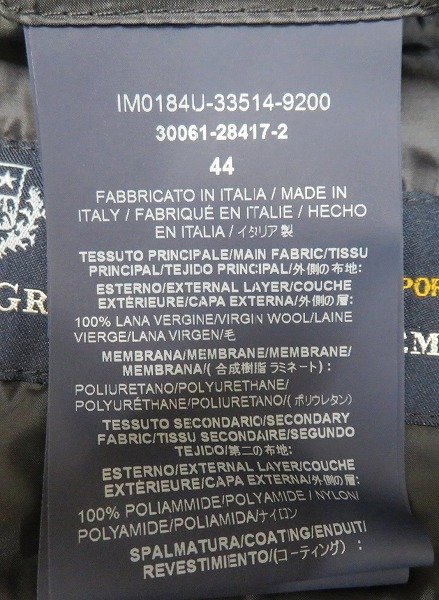 IM0184U-33514-9200
30061-28417-2
44
FABBRICATO IN ITALIA / MADE IN
ITALY / FABRIQUÉ EN ITALIE / HECHO
EN ITALIA / イタリア製
TESSUTO PRINCIPALE/MAIN FABRIC/TISSU
PRINCIPAL/TEJIDO PRINCIPAL/外側の布地:
ESTERNO/EXTERNAL LAYER/COUCHE
EXTÉRIEURE/CAPA EXTERNA/外側の層:
100% LANA VERGINE/VIRGIN WOOL/LAINE
VIERGE/LANA VIRGEN/毛
MEMBRANA/MEMBRANE/MEMBRANE/
MEMBRANA/( 合成樹脂 ラミネート):
POLIURETANO/POLYURETHANE/
POLYURÉTHANE/POLIURETANO/( ポリウレタン)
TESSUTO SECONDARIO/SECONDARY
FABRIC/TISSU SECONDAIRE/SEGUNDO
TEJIDO/第二の布地:
ESTERNO/EXTERNAL LAYER/COUCHE
EXTÉRIEURE/CAPA EXTERNA/外側の層:
100% POLIAMMIDE/POLYAMIDE / NYLON/
POLYAMIDE/POLIAMIDA/ナイロン
SPALMATURA/COATING/ENDUIT/
REVESTIMIENTO/(コーティング) :
GR
POR
EM